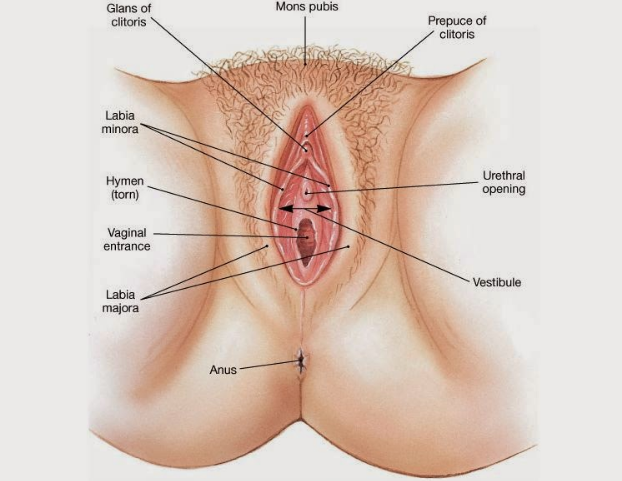 Glans of
clitoris
Mons pubis
Prepuce of
clitoris
Labia
minora
Urethral
opening
Hymen
(torn)
Vaginal
entrance
Vestibule
Labia
majora
Anus